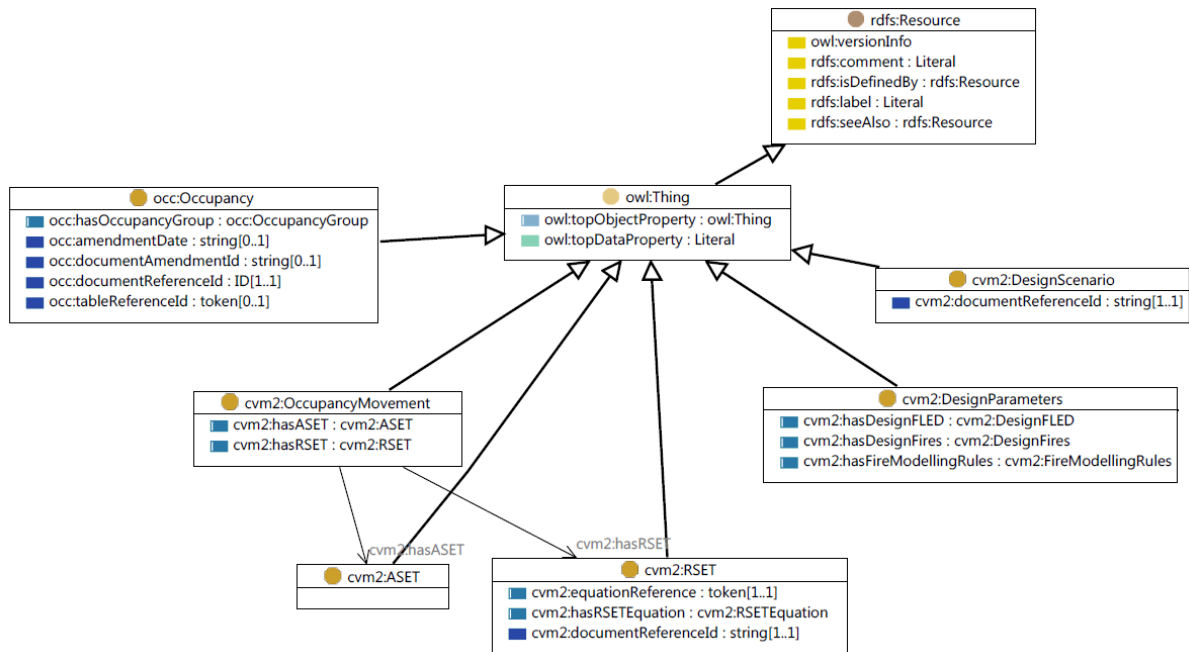 rdfs:Resource
owl:versionInfo
rdfs:comment : Literal
rdfs:isDefinedBy : rdfs:Resource
rdfs:label : Literal
rdfs:seeAlso : rdfs:Resource
occ:Occupancy
occ:hasOccupancyGroup : occ:OccupancyGroup
occ:amendmentDate : string[0..1]
occ:documentAmendmentId : string[0..1]
occ:documentReferenceId : ID[1..1]
occ:tableReferenceId : token[0..1]
owl:Thing
owl:topObjectProperty : owl:Thing
owl:topDataProperty : Literal
cvm2:DesignScenario
cvm2:documentReferenceId : string[1..1]
cvm2:OccupancyMovement
cvm2:hasASET : cvm2:ASET
cvm2:hasRSET : cvm2:RSET
cvm2:DesignParameters
cvm2:hasDesignFLED : cvm2:DesignFLED
cvm2:hasDesignFires : cvm2:DesignFires
cvm2:hasFireModellingRules : cvm2:FireModellingRules
cvm2:hasASET
cvm2:hasRSET
cvm2:ASET
cvm2:RSET
cvm2:equationReference : token[1..1]
cvm2:hasRSETEquation : cvm2:RSETEquation
cvm2:documentReferenceId : string[1..1]